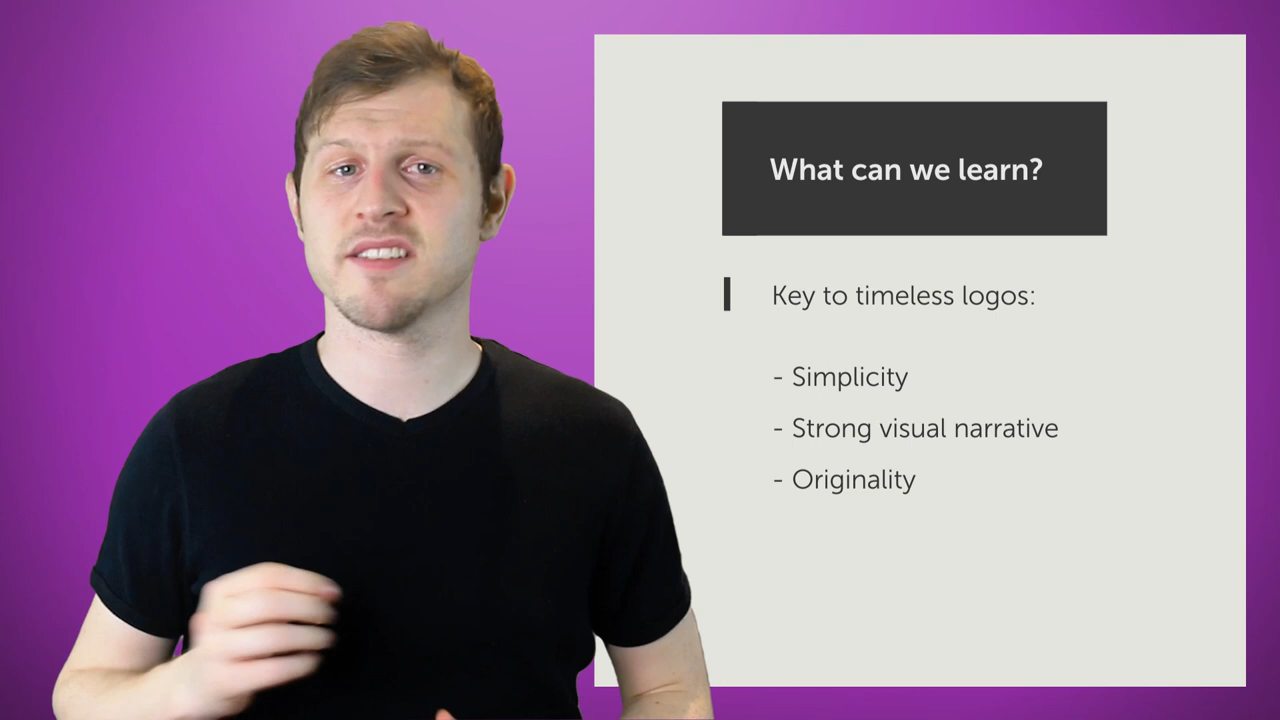 What can we learn?
Key to timeless logos:
- Simplicity
- Strong visual narrative
- Originality